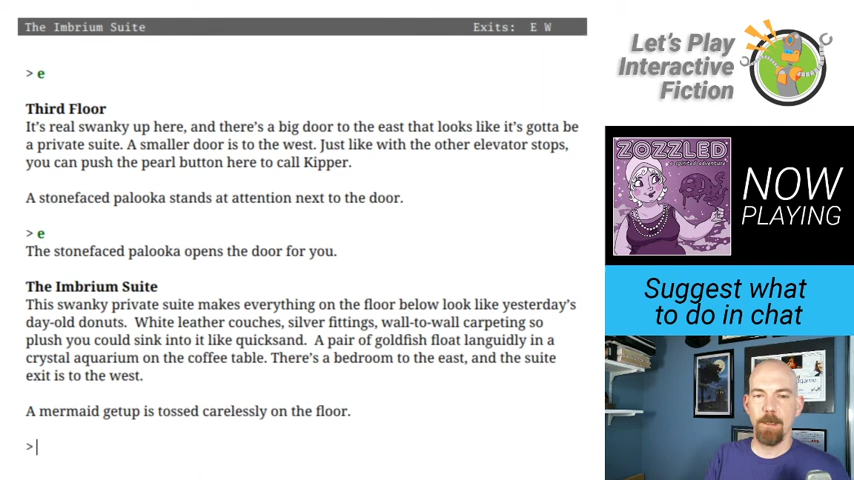 The Imbrium Suite Exits: E W
> e
Third Floor
It's real swanky up here, and there's a big door to the east that looks like it's gotta be
a private suite. A smaller door is to the west. Just like with the other elevator stops,
you can push the pearl button here to call Kipper.
A stonefaced palooka stands at attention next to the door.
> e
The stonefaced palooka opens the door for you.
The Imbrium Suite
This swanky private suite makes everything on the floor below look like yesterday's
day-old donuts. White leather couches, silver fittings, wall-to-wall carpeting so
plush you could sink into it like quicksand. A pair of goldfish float languidly in a
crystal aquarium on the coffee table. There's a bedroom to the east, and the suite
exit is to the west.
A mermaid getup is tossed carelessly on the floor.
>
Let's Play
Interactive
Fiction
ZOZZLED
a spirited adventure
NOW
PLAYING
Suggest what
to do in chat